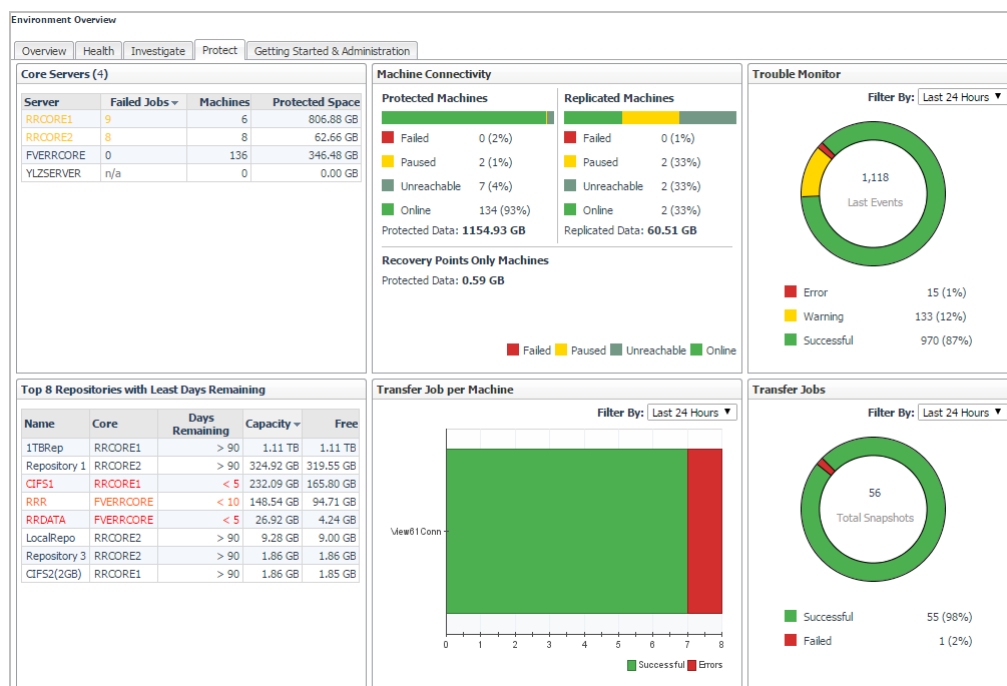 Environment Overview
Overview Health Investigate Protect Getting Started & Administration
Core Servers (4)
Server Failed Jobs Machines Protected Space
RRCORE1 9 6 806.88 GB
RRCORE2 8 8 62.66 GB
FVERRCORE 0 136 346.48 GB
YLZSERVER n/a 0 0.00 GB
Machine Connectivity
Protected Machines
Failed 0 (2%)
Paused 2 (1%)
Unreachable 7 (4%)
Online 134 (93%)
Protected Data: 1154.93 GB
Replicated Machines
Failed 0 (1%)
Paused 2 (33%)
Unreachable 2 (33%)
Online 2 (33%)
Replicated Data: 60.51 GB
Recovery Points Only Machines
Protected Data: 0.59 GB
Failed Paused Unreachable Online
Trouble Monitor
Filter By: Last 24 Hours
1,118
Last Events
Error 15 (1%)
Warning 133 (12%)
Successful 970 (87%)
Top 8 Repositories with Least Days Remaining
Name Core Days Remaining Capacity Free
1TBRep RRCORE1 > 90 1.11 TB 1.11 TB
Repository 1 RRCORE2 > 90 324.92 GB 319.55 GB
CIFS1 RRCORE1 < 5 232.09 GB 165.80 GB
RRR FVERRCORE < 10 148.54 GB 94.71 GB
RRDATA FVERRCORE < 5 26.92 GB 4.24 GB
LocalRepo RRCORE2 > 90 9.28 GB 9.00 GB
Repository 3 RRCORE2 > 90 1.86 GB 1.86 GB
CIFS2(2GB) RRCORE1 > 90 1.86 GB 1.85 GB
Transfer Job per Machine
Filter By: Last 24 Hours
View61Conn
0 1 2 3 4 5 6 7 8
Successful Errors
Transfer Jobs
Filter By: Last 24 Hours
56
Total Snapshots
Successful 55 (98%)
Failed 1 (2%)